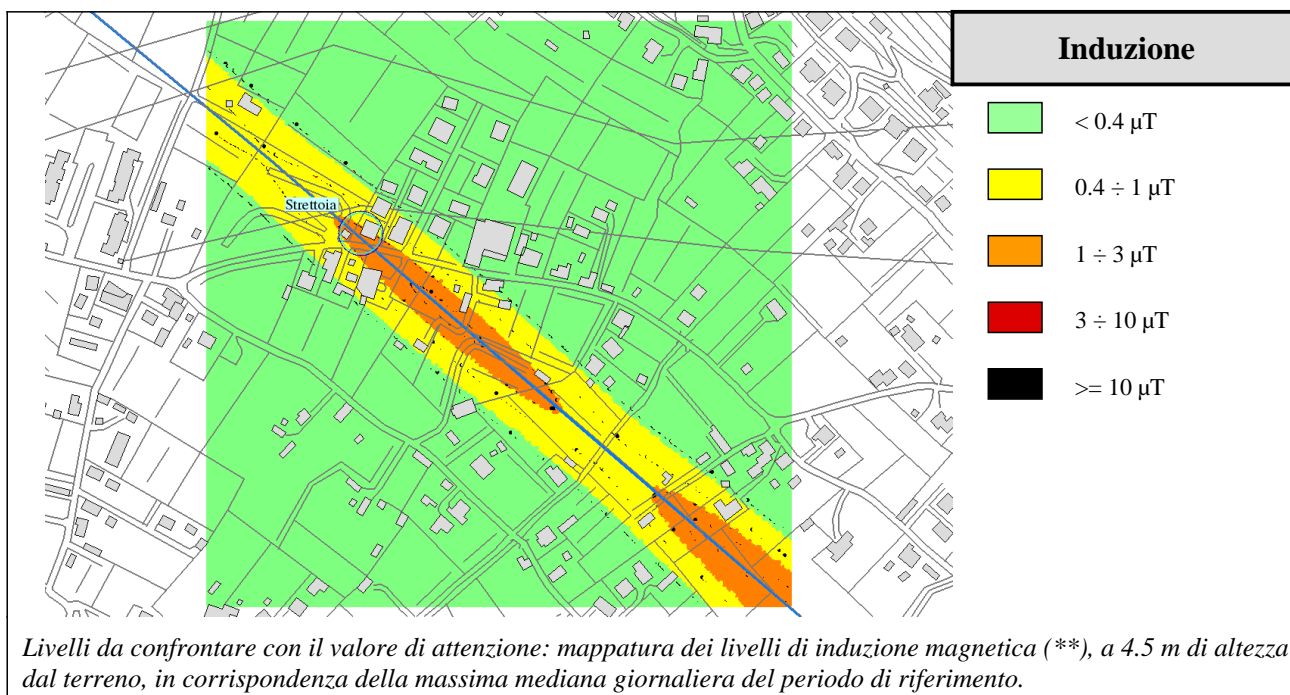 Induzione
< 0.4 µT
0.4 ÷ 1 µT
1 ÷ 3 µT
3 ÷ 10 µT
>= 10 µT
Strettoia
Livelli da confrontare con il valore di attenzione: mappatura dei livelli di induzione magnetica (**), a 4.5 m di altezza
dal terreno, in corrispondenza della massima mediana giornaliera del periodo di riferimento.